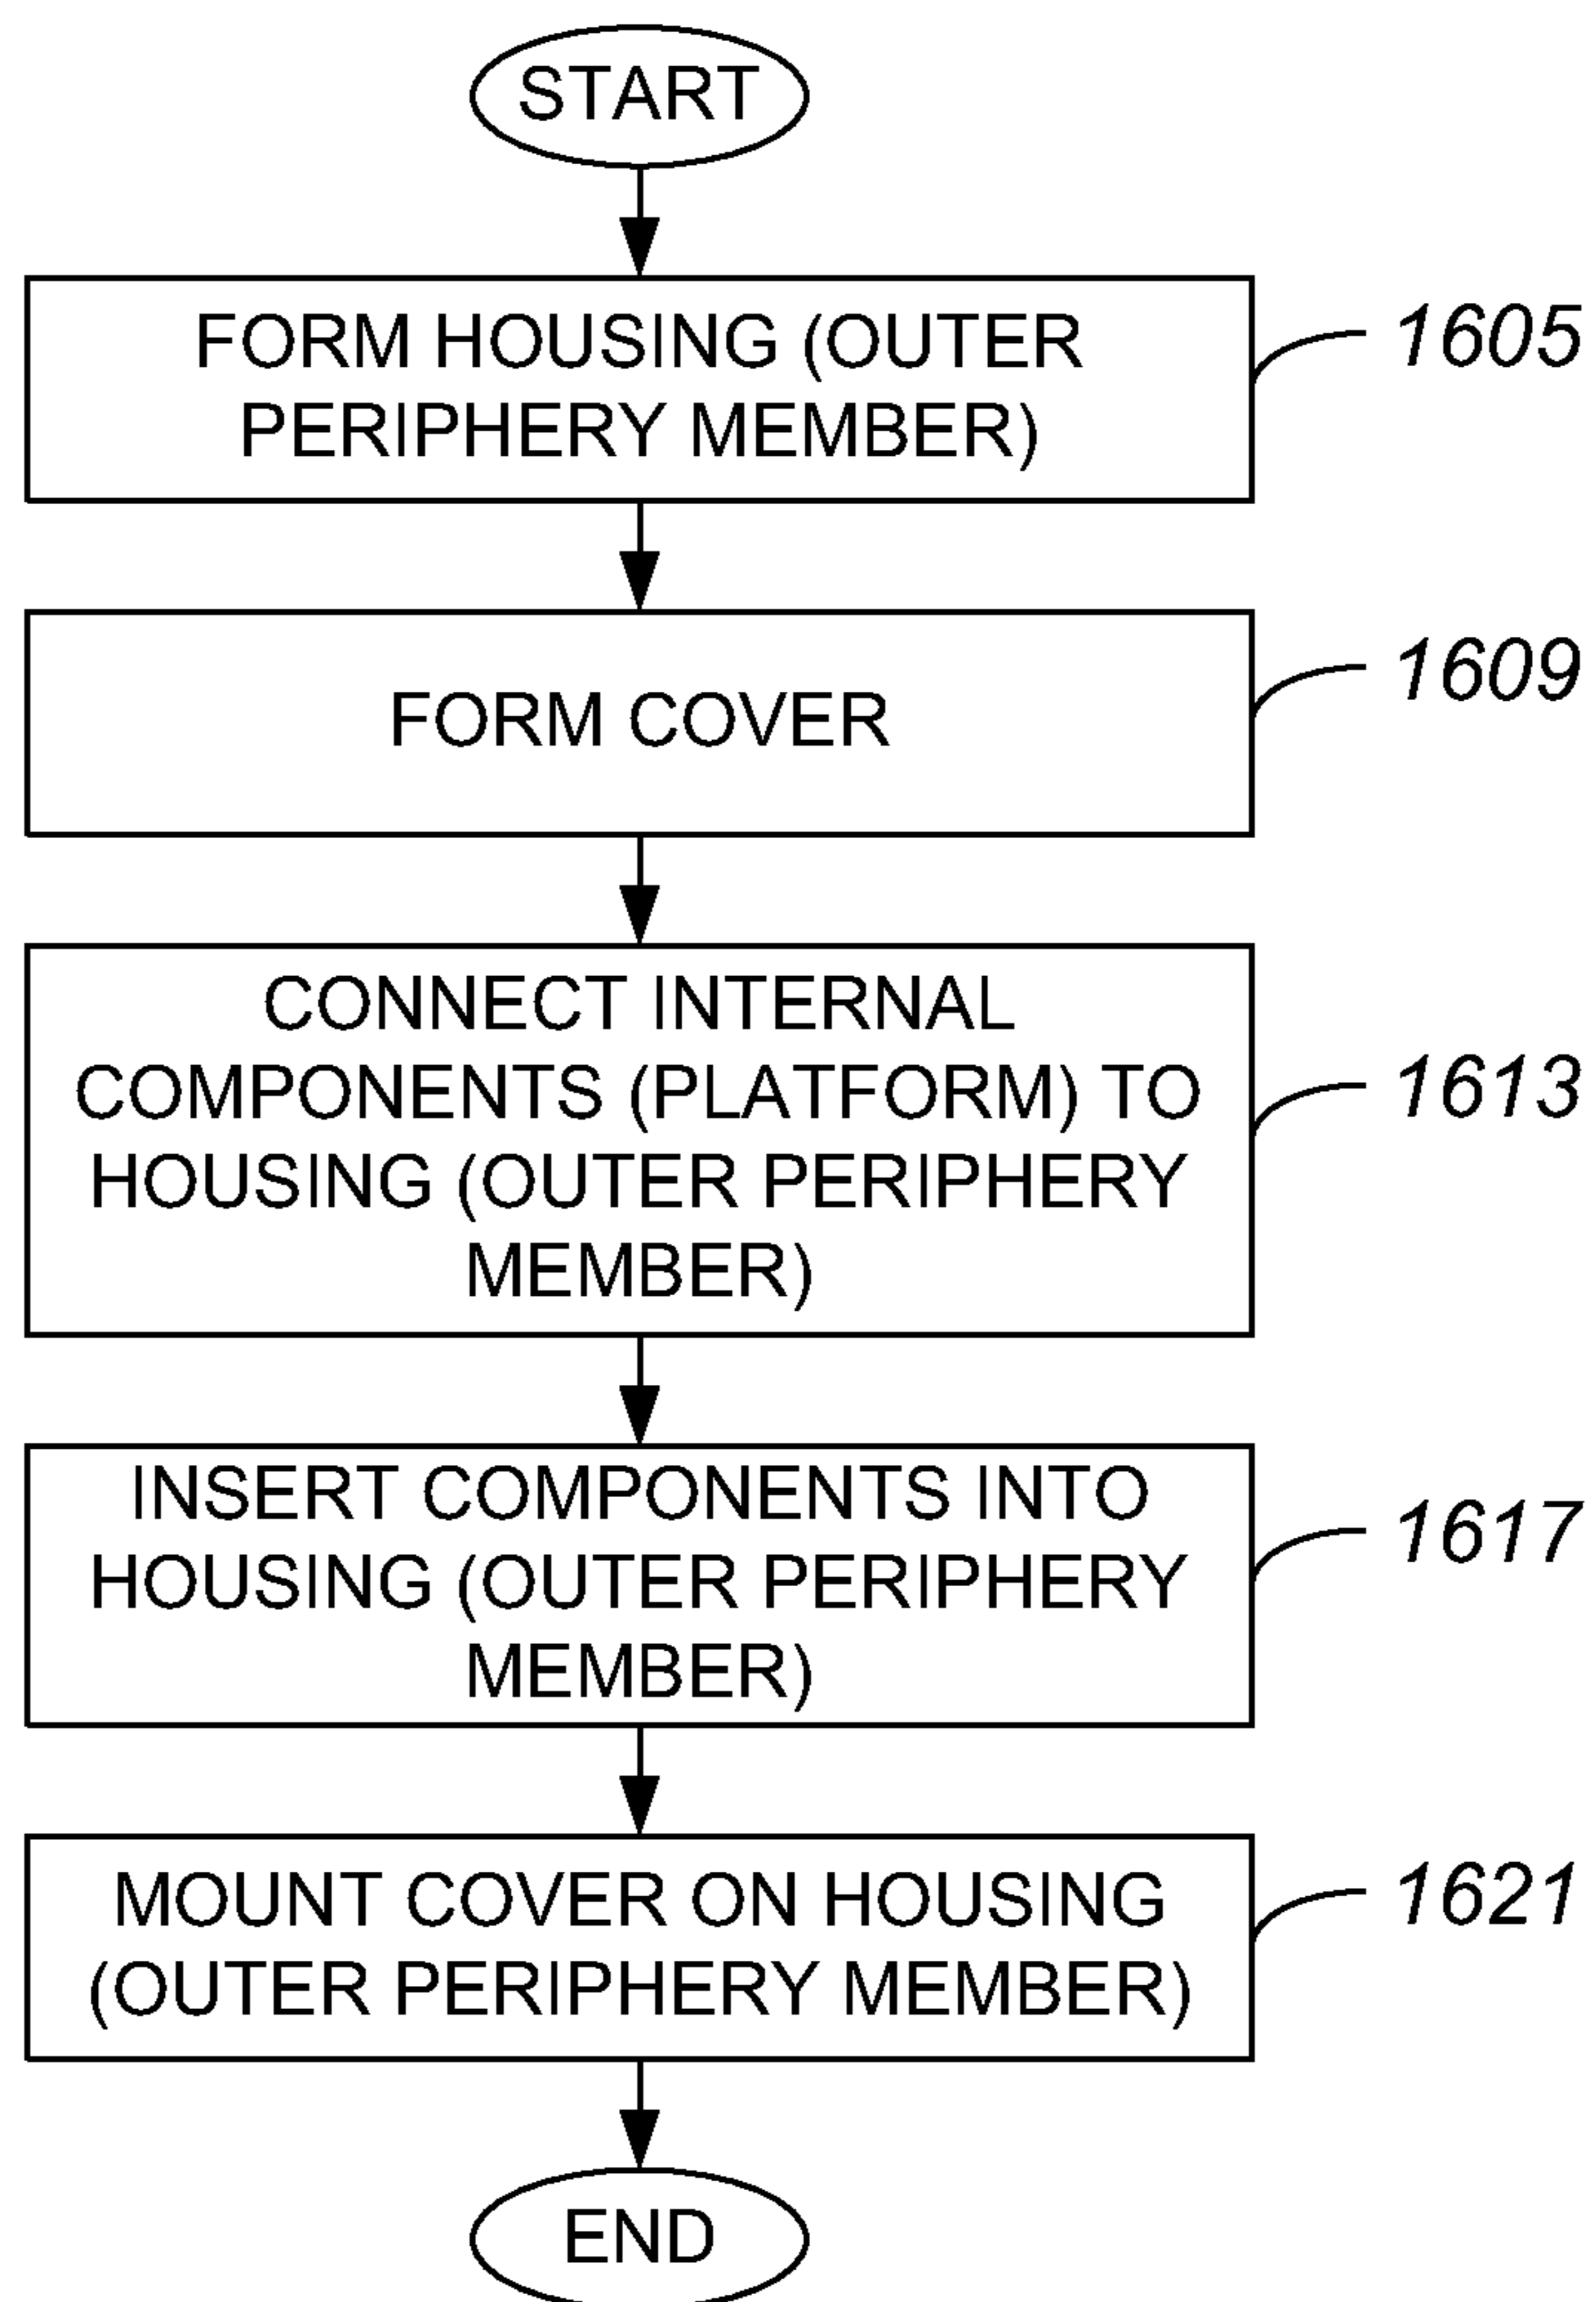 START
FORM HOUSING (OUTER
PERIPHERY MEMBER)
1605
FORM COVER
1609
CONNECT INTERNAL
COMPONENTS (PLATFORM) TO
HOUSING (OUTER PERIPHERY
MEMBER)
1613
INSERT COMPONENTS INTO
HOUSING (OUTER PERIPHERY
MEMBER)
1617
MOUNT COVER ON HOUSING
(OUTER PERIPHERY MEMBER)
1621
END